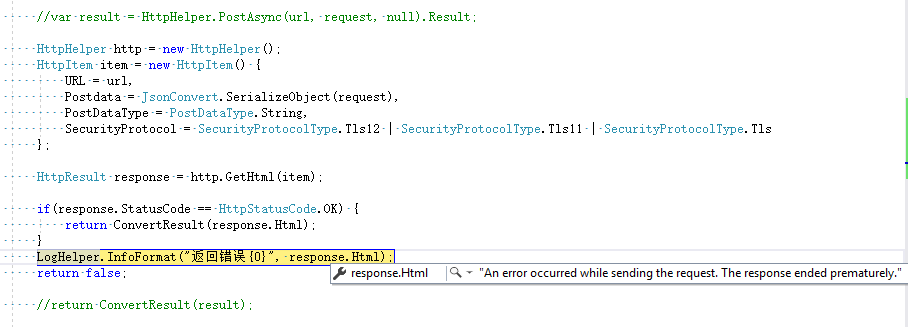 //var result = HttpHelper.PostAsync(url, request, null).Result;
HttpHelper http = new HttpHelper();
HttpItem item = new HttpItem() {
URL = url,
Postdata = JsonConvert.SerializeObject(request),
PostDataType = PostDataType.String,
SecurityProtocol = SecurityProtocolType.Tls12 | SecurityProtocolType.Tls11 | SecurityProtocolType.Tls
};
HttpResult response = http.GetHtml(item);
if(response.StatusCode == HttpStatusCode.OK) {
return ConvertResult(response.Html);
}
LogHelper.InfoFormat("返回错误{0}", response.Html);
return false;
response.Html "An error occurred while sending the request. The response ended prematurely."
//return ConvertResult(result);